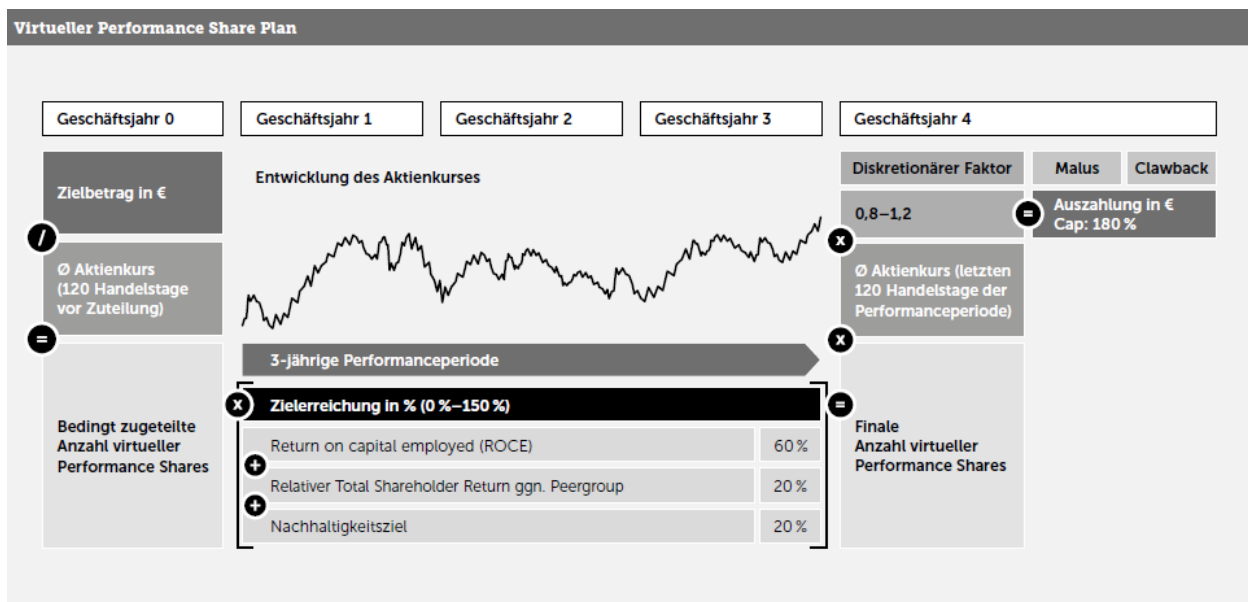 Virtueller Performance Share Plan
Geschäftsjahr 0
Geschäftsjahr 1
Geschäftsjahr 2
Geschäftsjahr 3
Geschäftsjahr 4
Zielbetrag in €
/
Ø Aktienkurs
(120 Handelstage
vor Zuteilung)
=
Bedingt zugeteilte
Anzahl virtueller
Performance Shares
Entwicklung des Aktienkurses
3-jährige Performanceperiode
x
Zielerreichung in % (0 %–150 %)
Return on capital employed (ROCE)
60 %
+
Relativer Total Shareholder Return ggn. Peergroup
20 %
+
Nachhaltigkeitsziel
20 %
Diskretionärer Faktor
Malus
Clawback
0,8–1,2
=
Auszahlung in €
Cap: 180 %
x
Ø Aktienkurs (letzten
120 Handelstage der
Performanceperiode)
x
=
Finale
Anzahl virtueller
Performance Shares